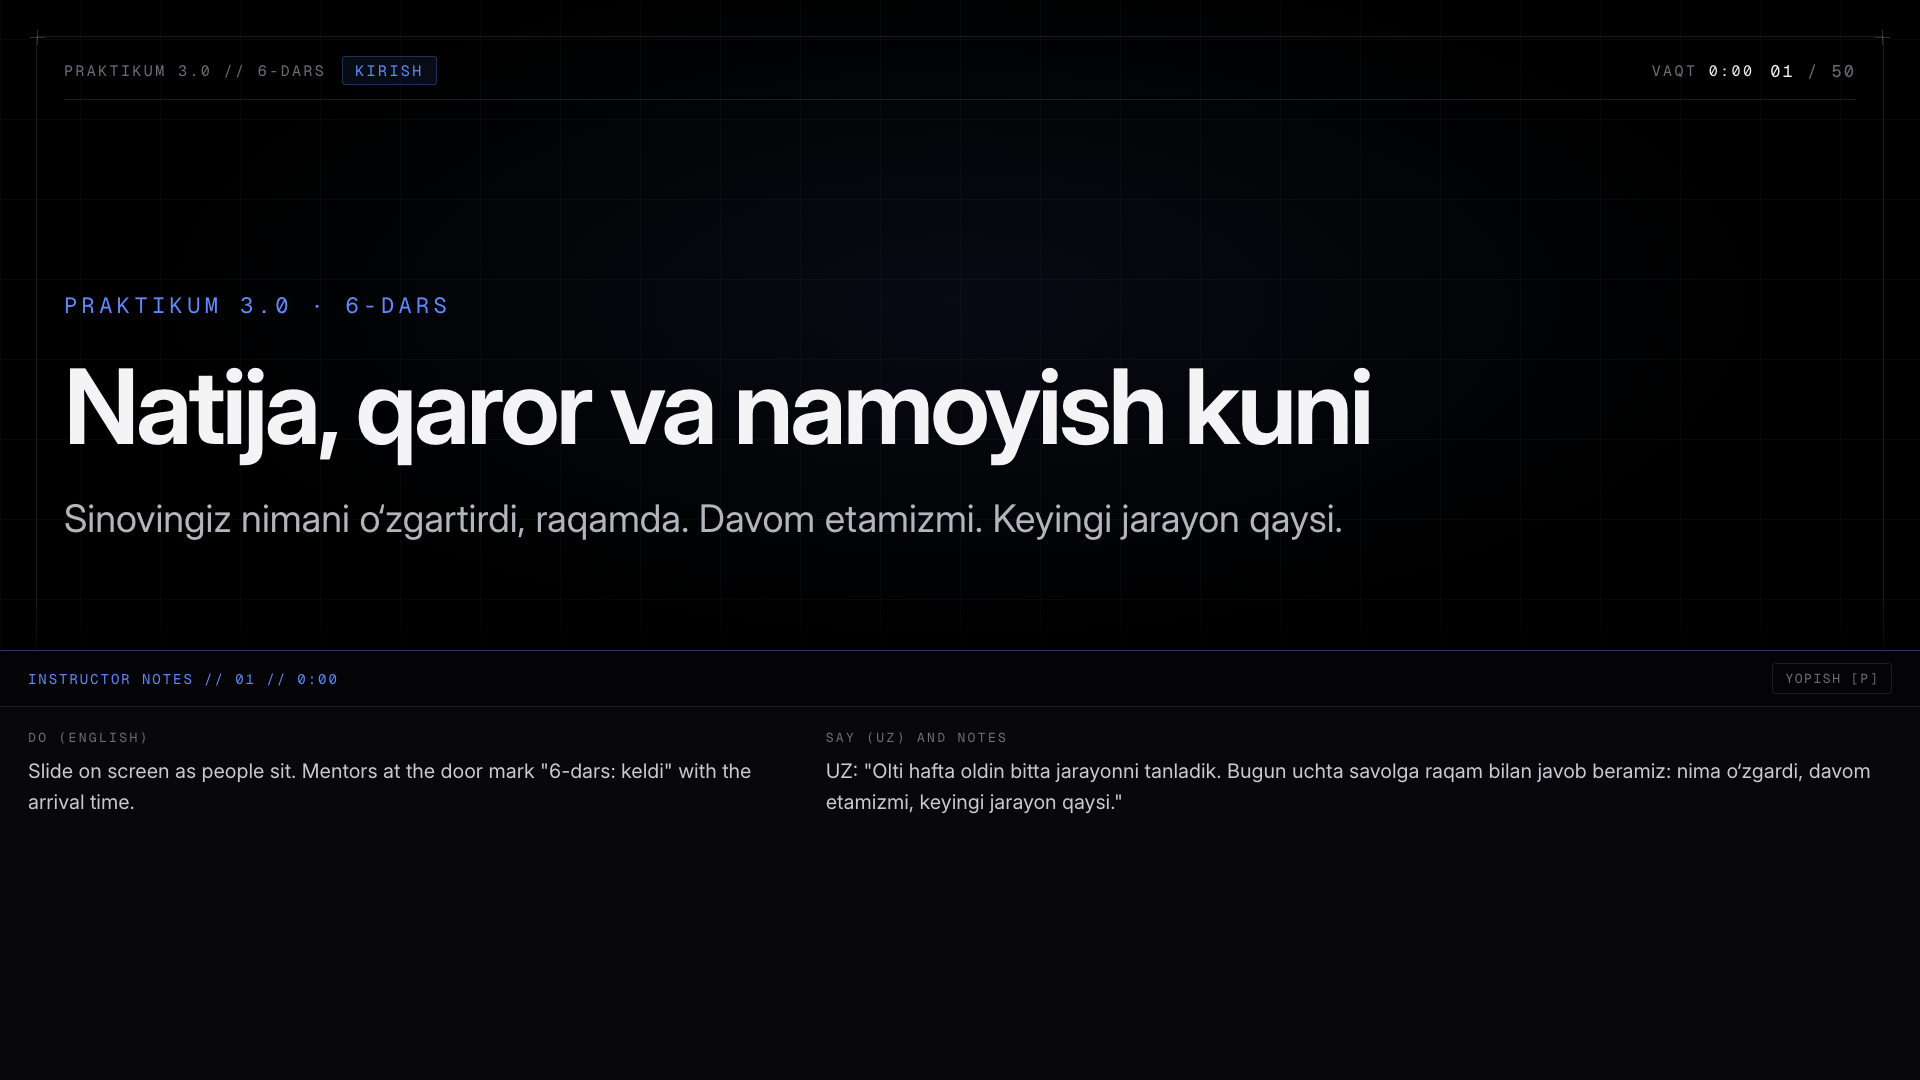 PRAKTIKUM 3.0 // 6-DARS KIRISH VAQT 0:00 01 / 50
PRAKTIKUM 3.0 · 6-DARS
Natija, qaror va namoyish kuni
Sinovingiz nimani o‘zgartirdi, raqamda. Davom etamizmi. Keyingi jarayon qaysi.
INSTRUCTOR NOTES // 01 // 0:00 YOPISH [P]
DO (ENGLISH)
Slide on screen as people sit. Mentors at the door mark "6-dars: keldi" with the
arrival time.
SAY (UZ) AND NOTES
UZ: "Olti hafta oldin bitta jarayonni tanladik. Bugun uchta savolga raqam bilan javob beramiz: nima o‘zgardi, davom
etamizmi, keyingi jarayon qaysi."